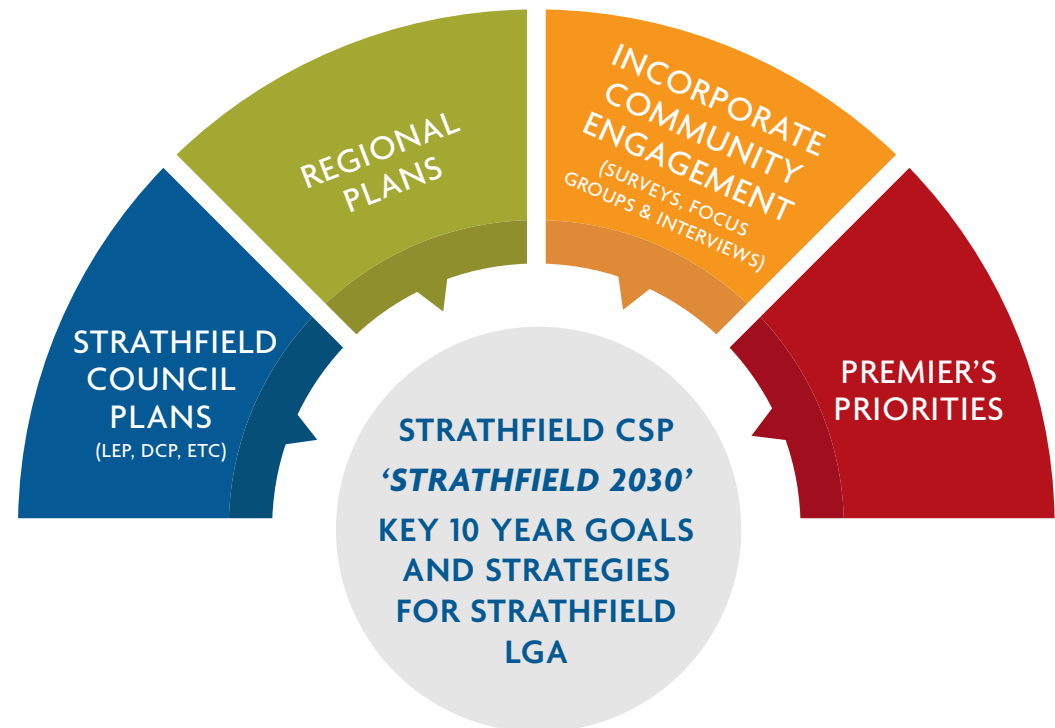 STRATHFIELD
COUNCIL
PLANS
(LEP, DCP, ETC)
REGIONAL
PLANS
INCORPORATE
COMMUNITY
ENGAGEMENT
(SURVEYS, FOCUS
GROUPS & INTERVIEWS)
PREMIER’S
PRIORITIES
STRATHFIELD CSP
‘STRATHFIELD 2030’
KEY 10 YEAR GOALS
AND STRATEGIES
FOR STRATHFIELD
LGA